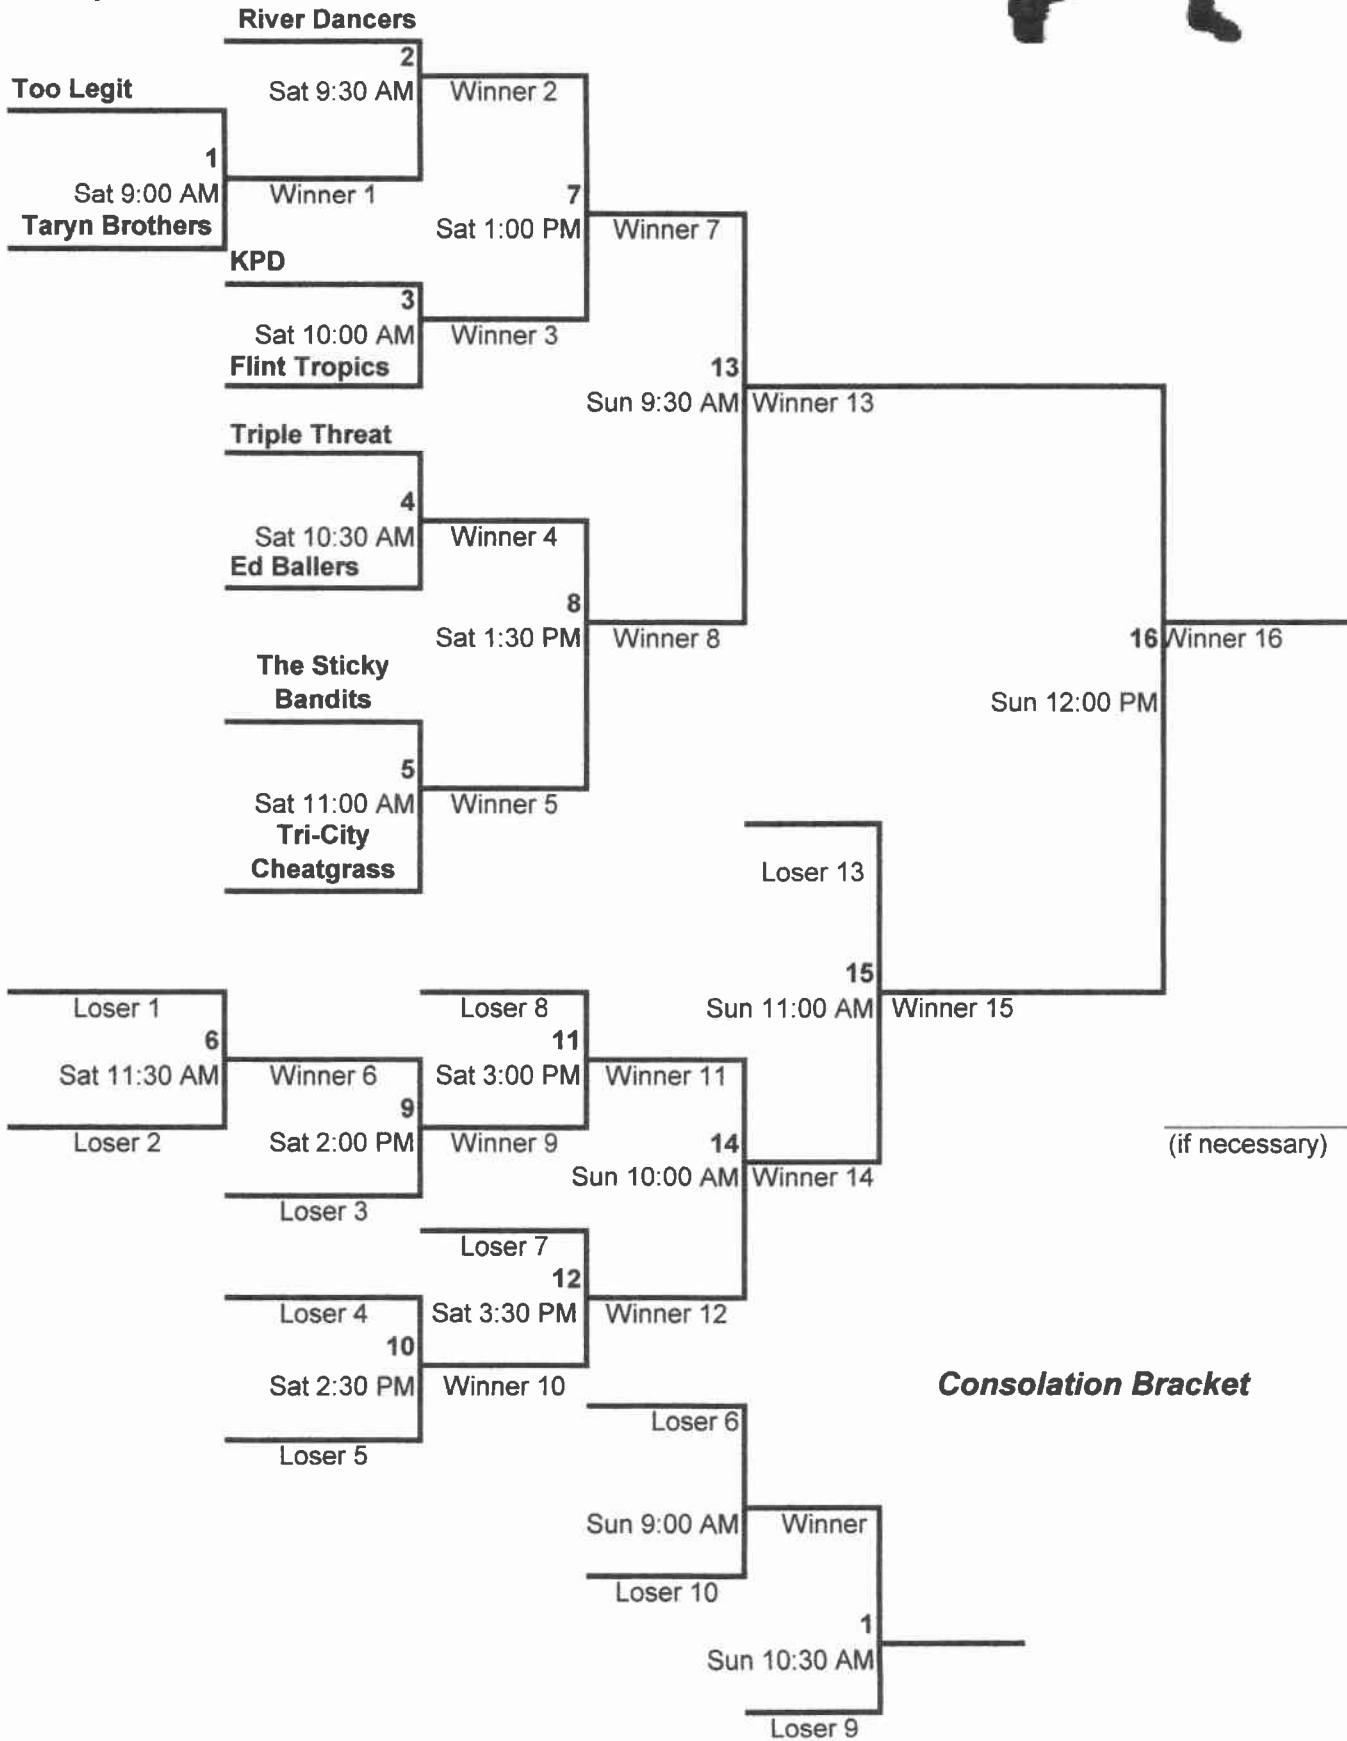 River Dancers
2
Too Legit
Sat 9:30 AM
Winner 2
1
Sat 9:00 AM
Winner 1
7
Taryn Brothers
Sat 1:00 PM
Winner 7
KPD
3
Sat 10:00 AM
Winner 3
Flint Tropics
13
Sun 9:30 AM
Winner 13
Triple Threat
4
Sat 10:30 AM
Winner 4
Ed Ballers
8
Sat 1:30 PM
Winner 8
16
Winner 16
The Sticky
Bandits
Sun 12:00 PM
5
Sat 11:00 AM
Winner 5
Tri-City
Cheatgrass
Loser 13
15
Loser 1
Loser 8
Sun 11:00 AM
Winner 15
6
11
Sat 11:30 AM
Winner 6
Sat 3:00 PM
Winner 11
9
Loser 2
Sat 2:00 PM
Winner 9
14
(if necessary)
Sun 10:00 AM
Winner 14
Loser 3
Loser 7
12
Loser 4
Sat 3:30 PM
Winner 12
10
Sat 2:30 PM
Winner 10
Consolation Bracket
Loser 6
Loser 5
Sun 9:00 AM
Winner
Loser 10
1
Sun 10:30 AM
Loser 9